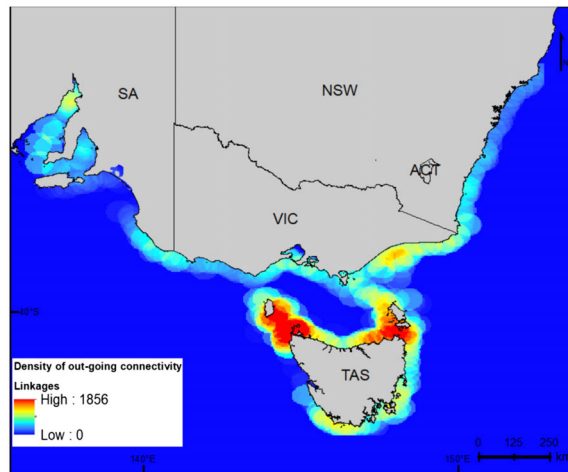 SA
NSW
ACT
VIC
40°S
TAS
Density of out-going connectivity
Linkages
High : 1856
Low : 0
140°E
150°E
0 125 250
km